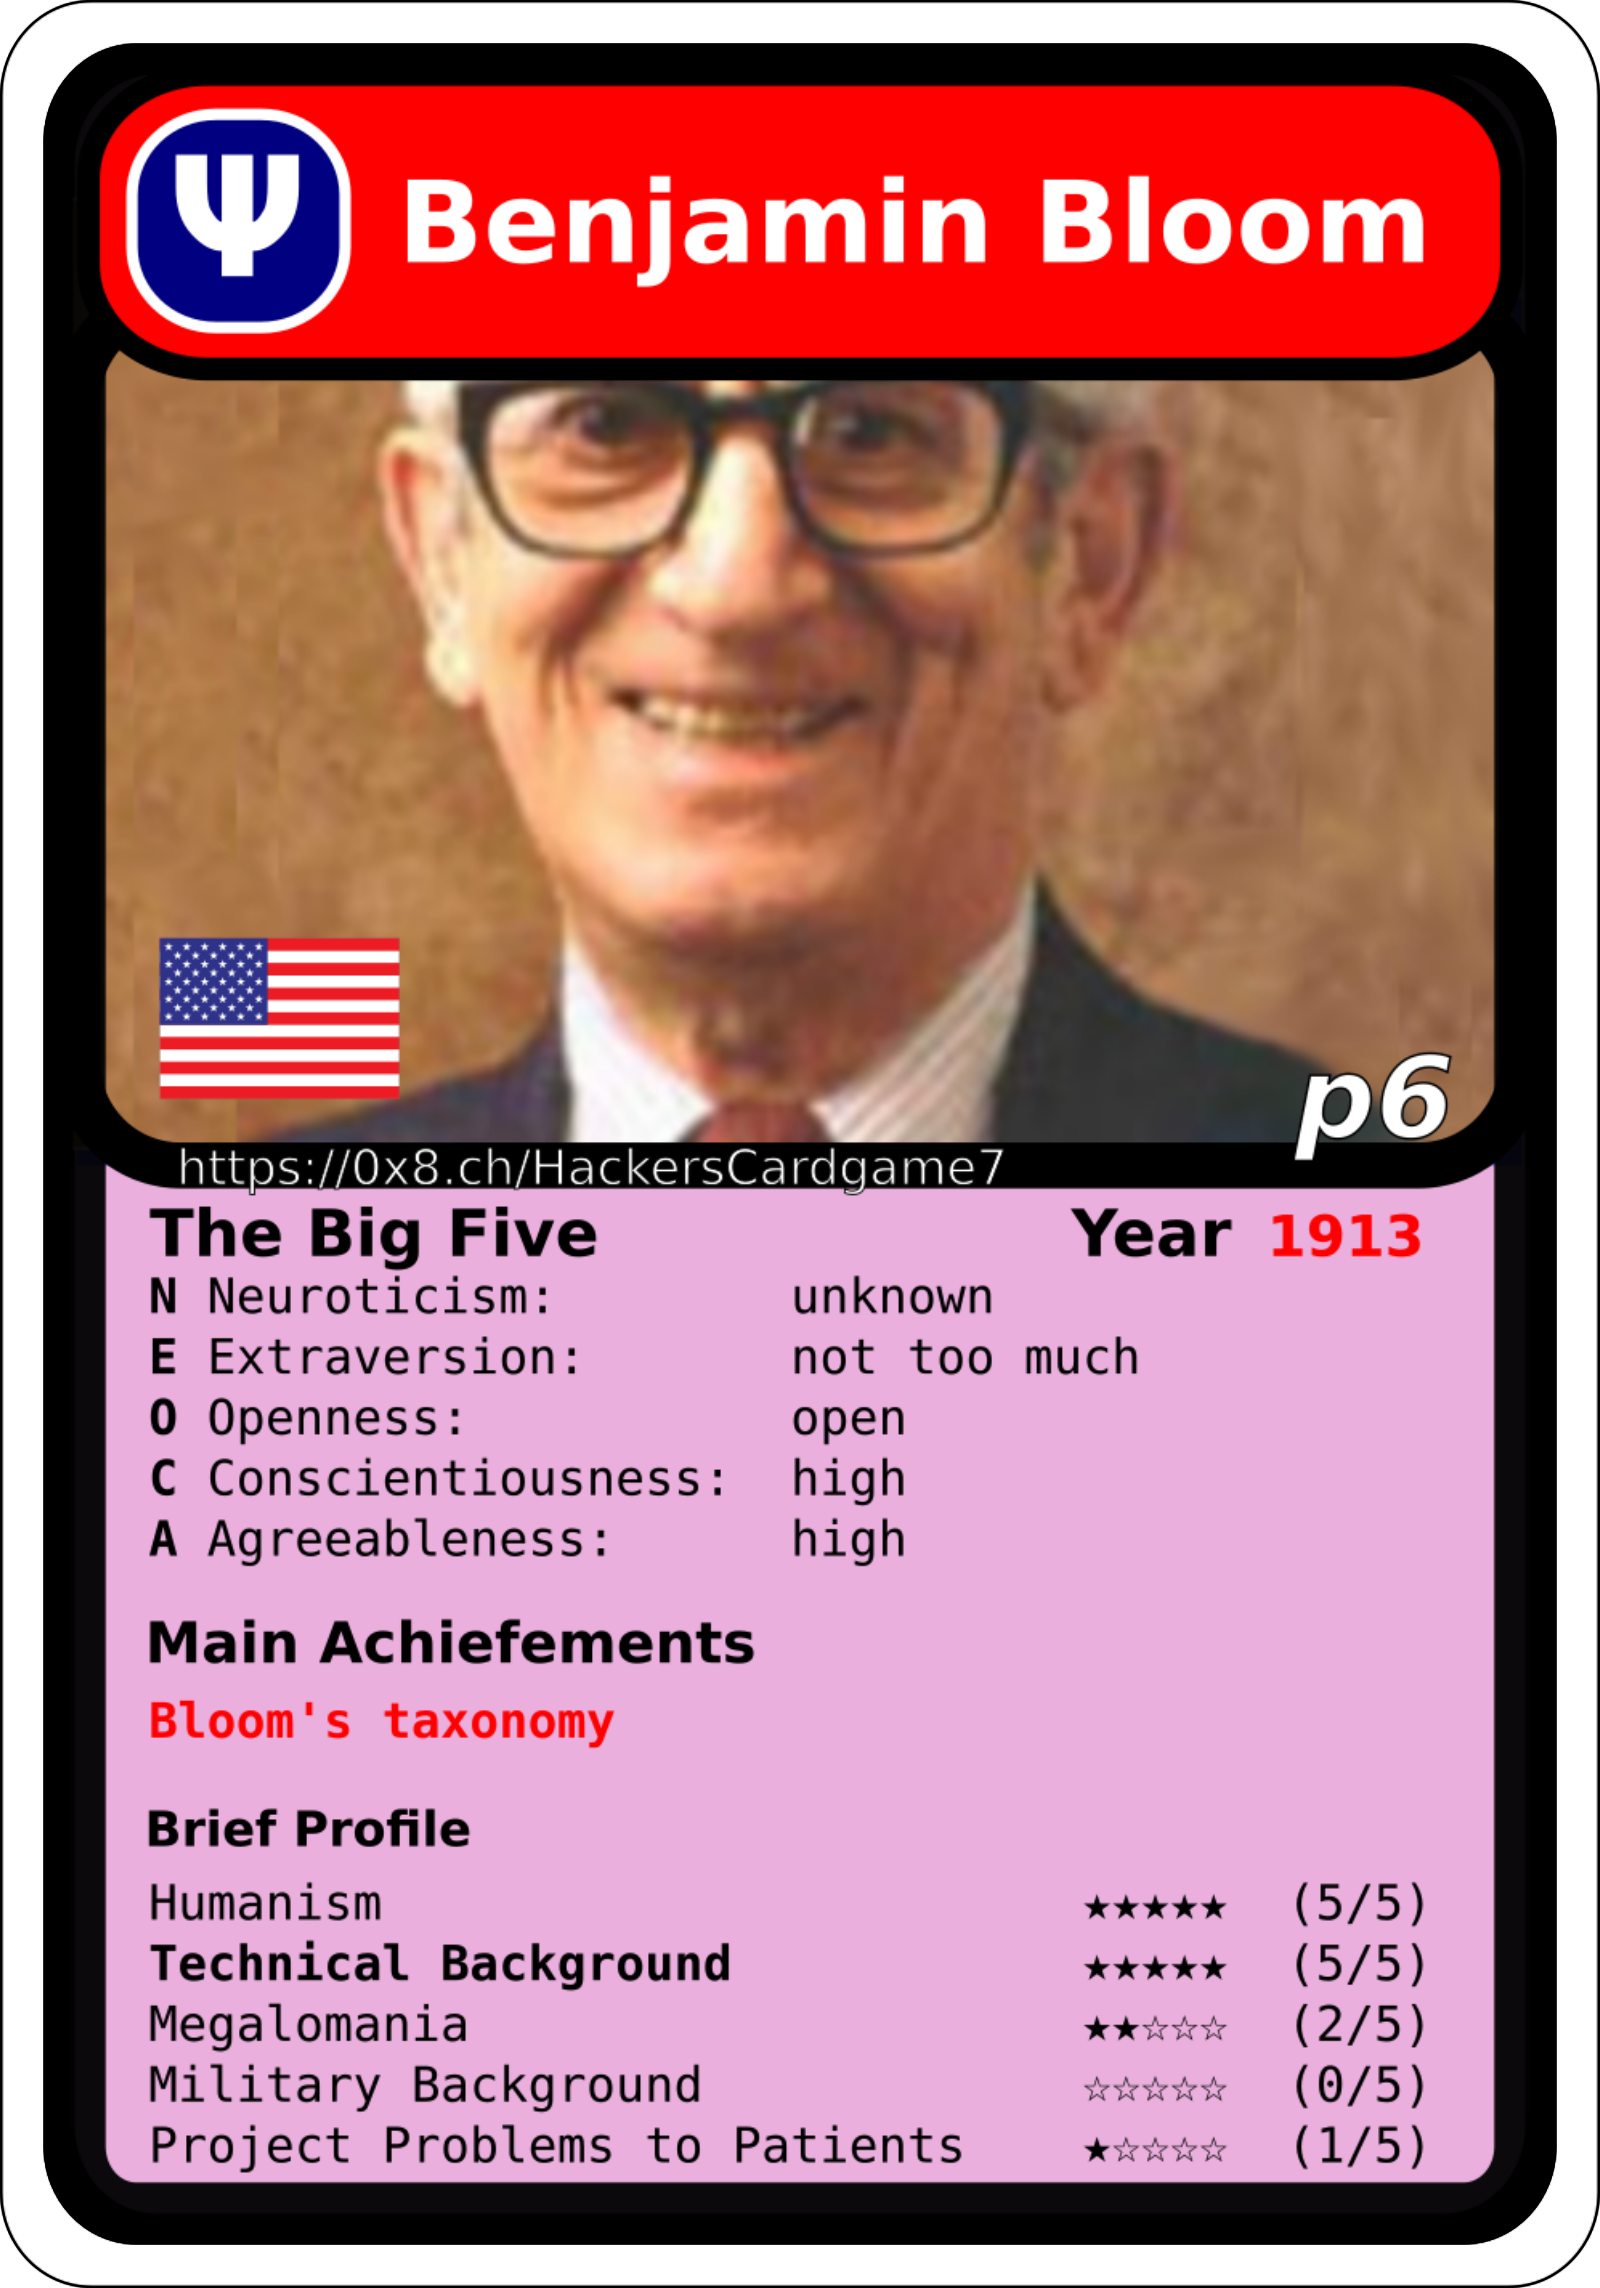 Ψ Benjamin Bloom
p6
https://0x8.ch/HackersCardgame7
The Big Five Year 1913
N Neuroticism: unknown
E Extraversion: not too much
O Openness: open
C Conscientiousness: high
A Agreeableness: high
Main Achiefements
Bloom's taxonomy
Brief Profile
Humanism ★★★★★ (5/5)
Technical Background ★★★★★ (5/5)
Megalomania ★★☆☆☆ (2/5)
Military Background ☆☆☆☆☆ (0/5)
Project Problems to Patients ★☆☆☆☆ (1/5)